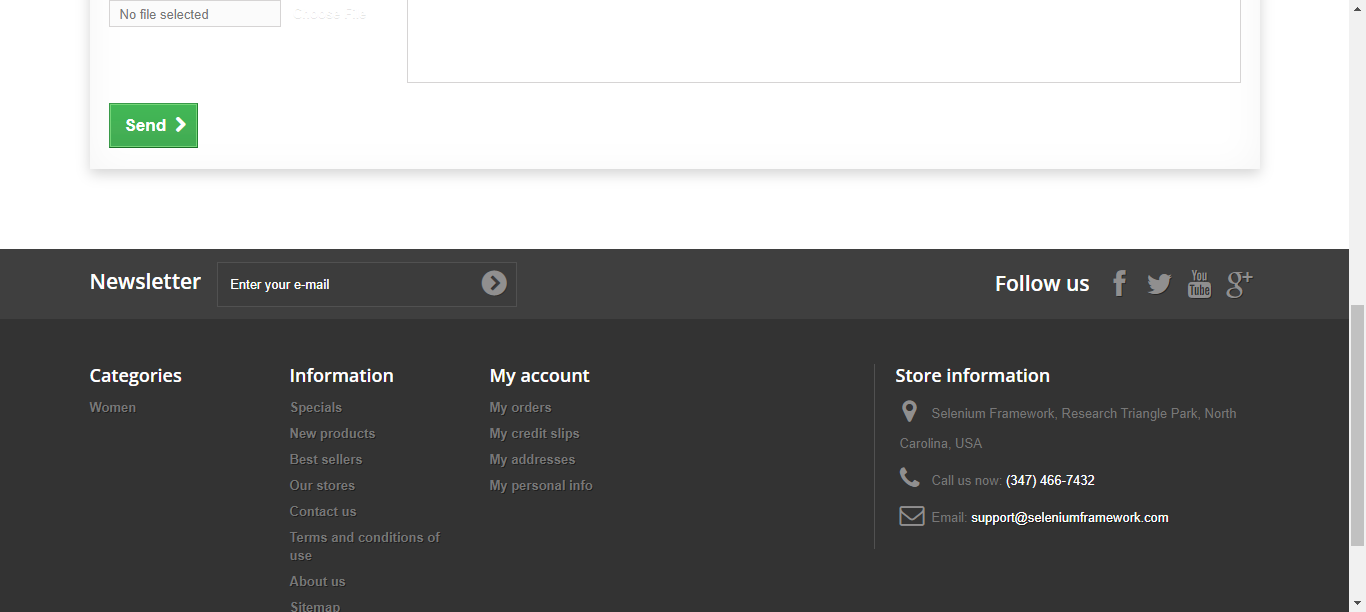 No file selected
Choose File
Send
Newsletter
Enter your e-mail
Follow us
You
Tube
g+
Categories
Women
Information
Specials
New products
Best sellers
Our stores
Contact us
Terms and conditions of
use
About us
Sitemap
My account
My orders
My credit slips
My addresses
My personal info
Store information
Selenium Framework, Research Triangle Park, North
Carolina, USA
Call us now: (347) 466-7432
Email: support@seleniumframework.com